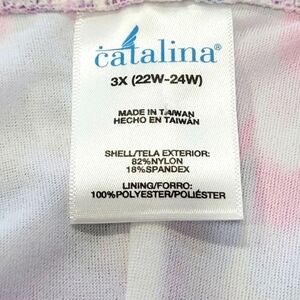 catalina®
3X (22W-24W)
MADE IN TAIWAN
HECHO EN TAIWÁN
SHELL/TELA EXTERIOR:
82%NYLON
18%SPANDEX
LINING/FORRO:
100%POLYESTER/POLIÉSTER